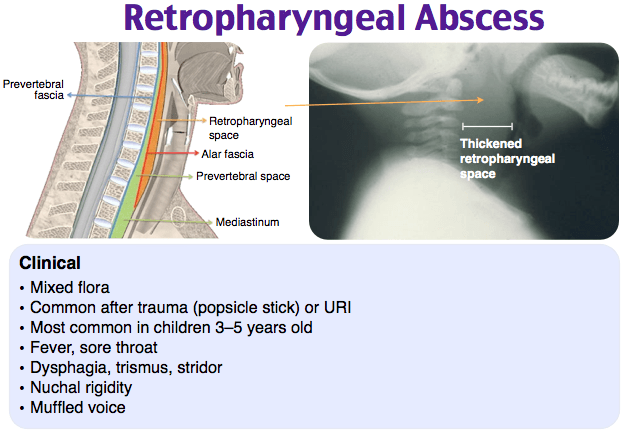 Retropharyngeal Abscess
Prevertebral
fascia
Retropharyngeal
space
Alar fascia
Prevertebral space
Mediastinum
Thickened
retropharyngeal
space
Clinical
• Mixed flora
• Common after trauma (popsicle stick) or URI
• Most common in children 3–5 years old
• Fever, sore throat
• Dysphagia, trismus, stridor
• Nuchal rigidity
• Muffled voice